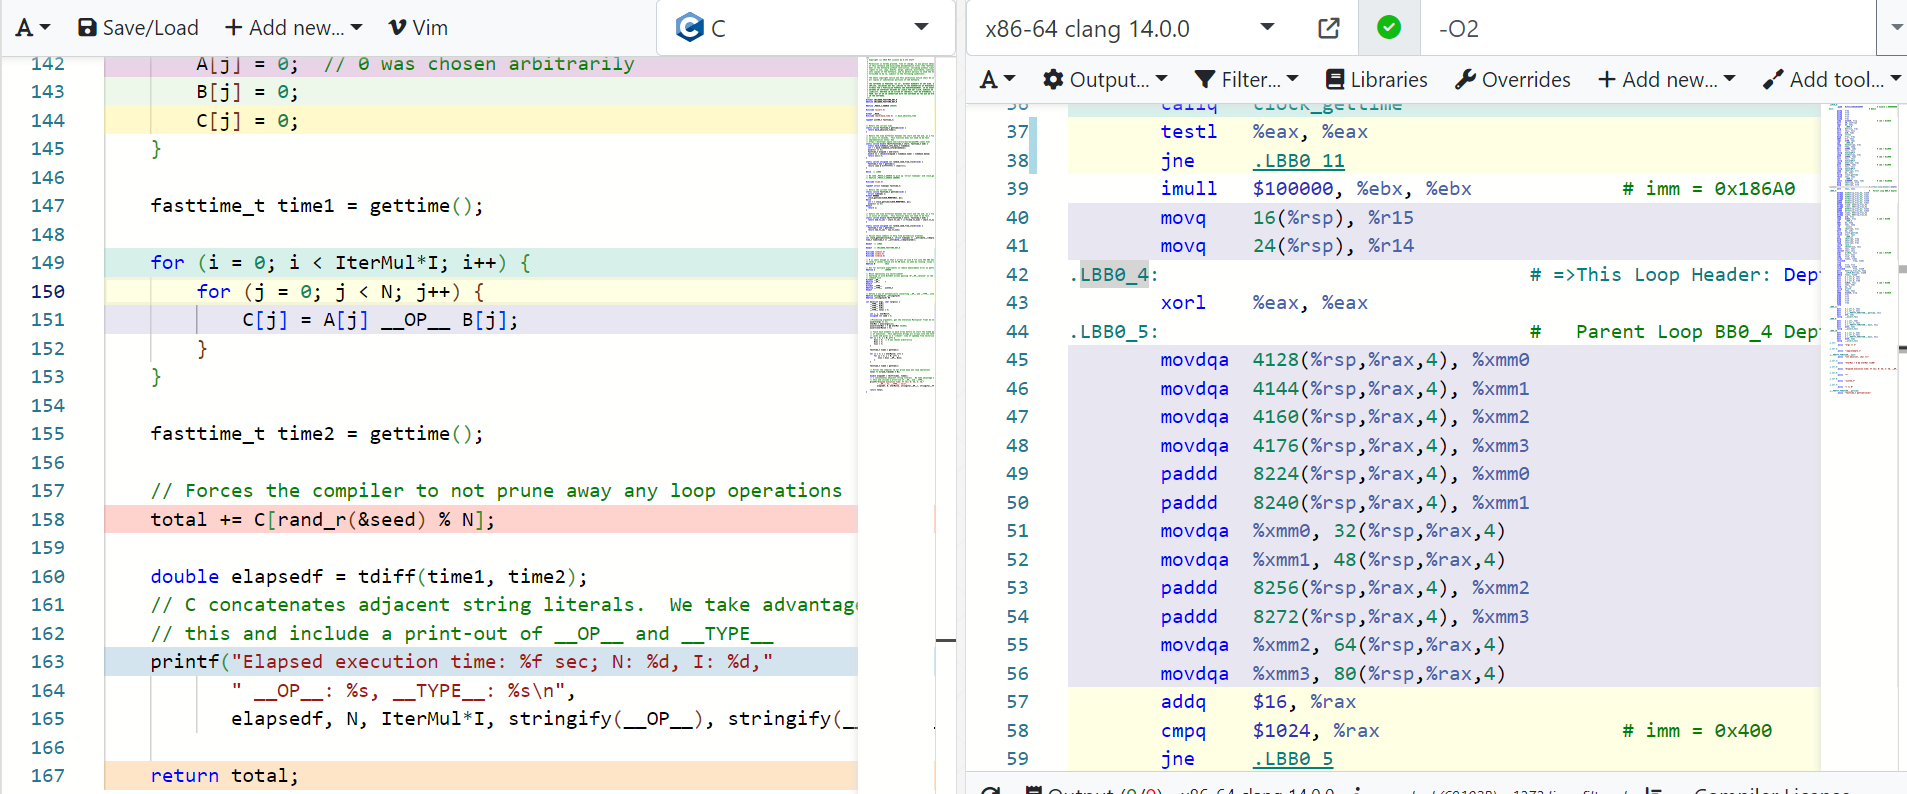 A Save/Load + Add new... Vim C
142 A[j] = 0; // 0 was chosen arbitrarily
143 B[j] = 0;
144 C[j] = 0;
145 }
146
147 fasttime_t time1 = gettime();
148
149 for (i = 0; i < IterMul*I; i++) {
150 for (j = 0; j < N; j++) {
151 C[j] = A[j] __OP__ B[j];
152 }
153 }
154
155 fasttime_t time2 = gettime();
156
157 // Forces the compiler to not prune away any loop operations
158 total += C[rand_r(&seed) % N];
159
160 double elapsedf = tdiff(time1, time2);
161 // C concatenates adjacent string literals.  We take advantage
162 // this and include a print-out of __OP__ and __TYPE__
163 printf("Elapsed execution time: %f sec; N: %d, I: %d,"
164 " __OP__: %s, __TYPE__: %s\n",
165 elapsedf, N, IterMul*I, stringify(__OP__), stringify(__
166
167 return total;
x86-64 clang 14.0.0 -O2
A Output... Filter... Libraries Overrides + Add new... Add tool...
36 callq clock_gettime
37 testl %eax, %eax
38 jne .LBB0_11
39 imull $100000, %ebx, %ebx # imm = 0x186A0
40 movq 16(%rsp), %r15
41 movq 24(%rsp), %r14
42 .LBB0_4: # =>This Loop Header: Dep
43 xorl %eax, %eax
44 .LBB0_5: # Parent Loop BB0_4 Dep
45 movdqa 4128(%rsp,%rax,4), %xmm0
46 movdqa 4144(%rsp,%rax,4), %xmm1
47 movdqa 4160(%rsp,%rax,4), %xmm2
48 movdqa 4176(%rsp,%rax,4), %xmm3
49 paddd 8224(%rsp,%rax,4), %xmm0
50 paddd 8240(%rsp,%rax,4), %xmm1
51 movdqa %xmm0, 32(%rsp,%rax,4)
52 movdqa %xmm1, 48(%rsp,%rax,4)
53 paddd 8256(%rsp,%rax,4), %xmm2
54 paddd 8272(%rsp,%rax,4), %xmm3
55 movdqa %xmm2, 64(%rsp,%rax,4)
56 movdqa %xmm3, 80(%rsp,%rax,4)
57 addq $16, %rax
58 cmpq $1024, %rax # imm = 0x400
59 jne .LBB0_5
Output (0/0) x86-64 clang 14.0.0